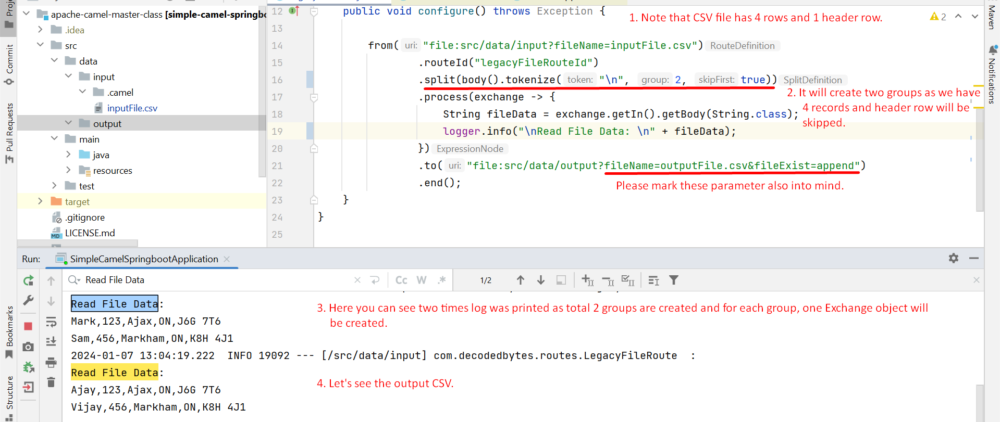 Commit
Pull Requests
Bookmarks
Structure
apache-camel-master-class [simple-camel-springbo
.idea
src
data
input
.camel
inputFile.csv
output
main
java
resources
test
target
.gitignore
LICENSE.md
12 public void configure() throws Exception {
1. Note that CSV file has 4 rows and 1 header row.
2
13
14 from( uri: "file:src/data/input?fileName=inputFile.csv") RouteDefinition
15 .routeId("legacyFileRouteId")
16 .split(body().tokenize( token: "\n", group: 2, skipFirst: true)) SplitDefinition
17 .process(exchange -> {
2. It will create two groups as we have
4 records and header row will be
skipped.
18 String fileData = exchange.getIn().getBody(String.class);
19 logger.info("\nRead File Data: \n" + fileData);
20 }) ExpressionNode
21 .to( uri: "file:src/data/output?fileName=outputFile.csv&fileExist=append")
22 .end();
Please mark these parameter also into mind.
23 }
24 }
25
Maven
Notifications
Run: SimpleCamelSpringbootApplication
Read File Data
Cc W .* 1/2
Read File Data:
3. Here you can see two times log was printed as total 2 groups are created and for each group, one Exchange object will
be created.
Mark,123,Ajax,ON,J6G 7T6
Sam,456,Markham,ON,K8H 4J1
2024-01-07 13:04:19.222 INFO 19092 --- [/src/data/input] com.decodedbytes.routes.LegacyFileRoute :
Read File Data:
4. Let's see the output CSV.
Ajay,123,Ajax,ON,J6G 7T6
Vijay,456,Markham,ON,K8H 4J1